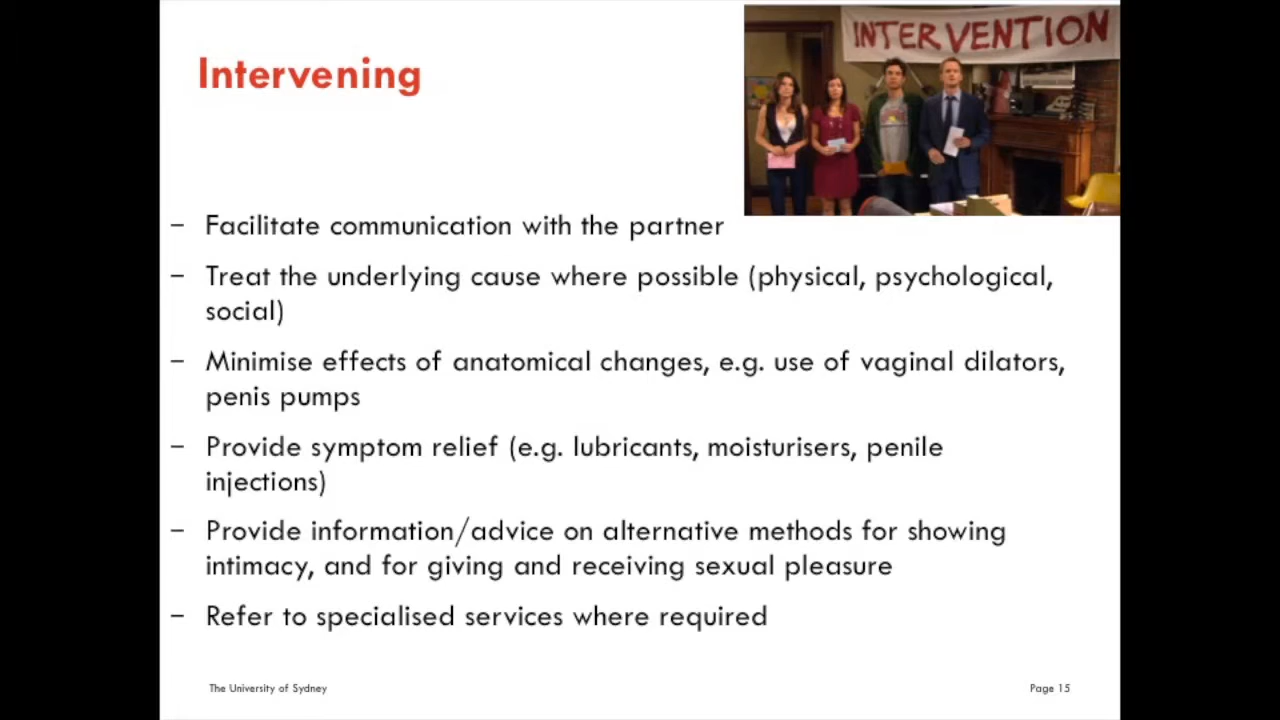 Intervening
INTERVENTION
– Facilitate communication with the partner
– Treat the underlying cause where possible (physical, psychological,
social)
– Minimise effects of anatomical changes, e.g. use of vaginal dilators,
penis pumps
– Provide symptom relief (e.g. lubricants, moisturisers, penile
injections)
– Provide information/advice on alternative methods for showing
intimacy, and for giving and receiving sexual pleasure
– Refer to specialised services where required
The University of Sydney
Page 15